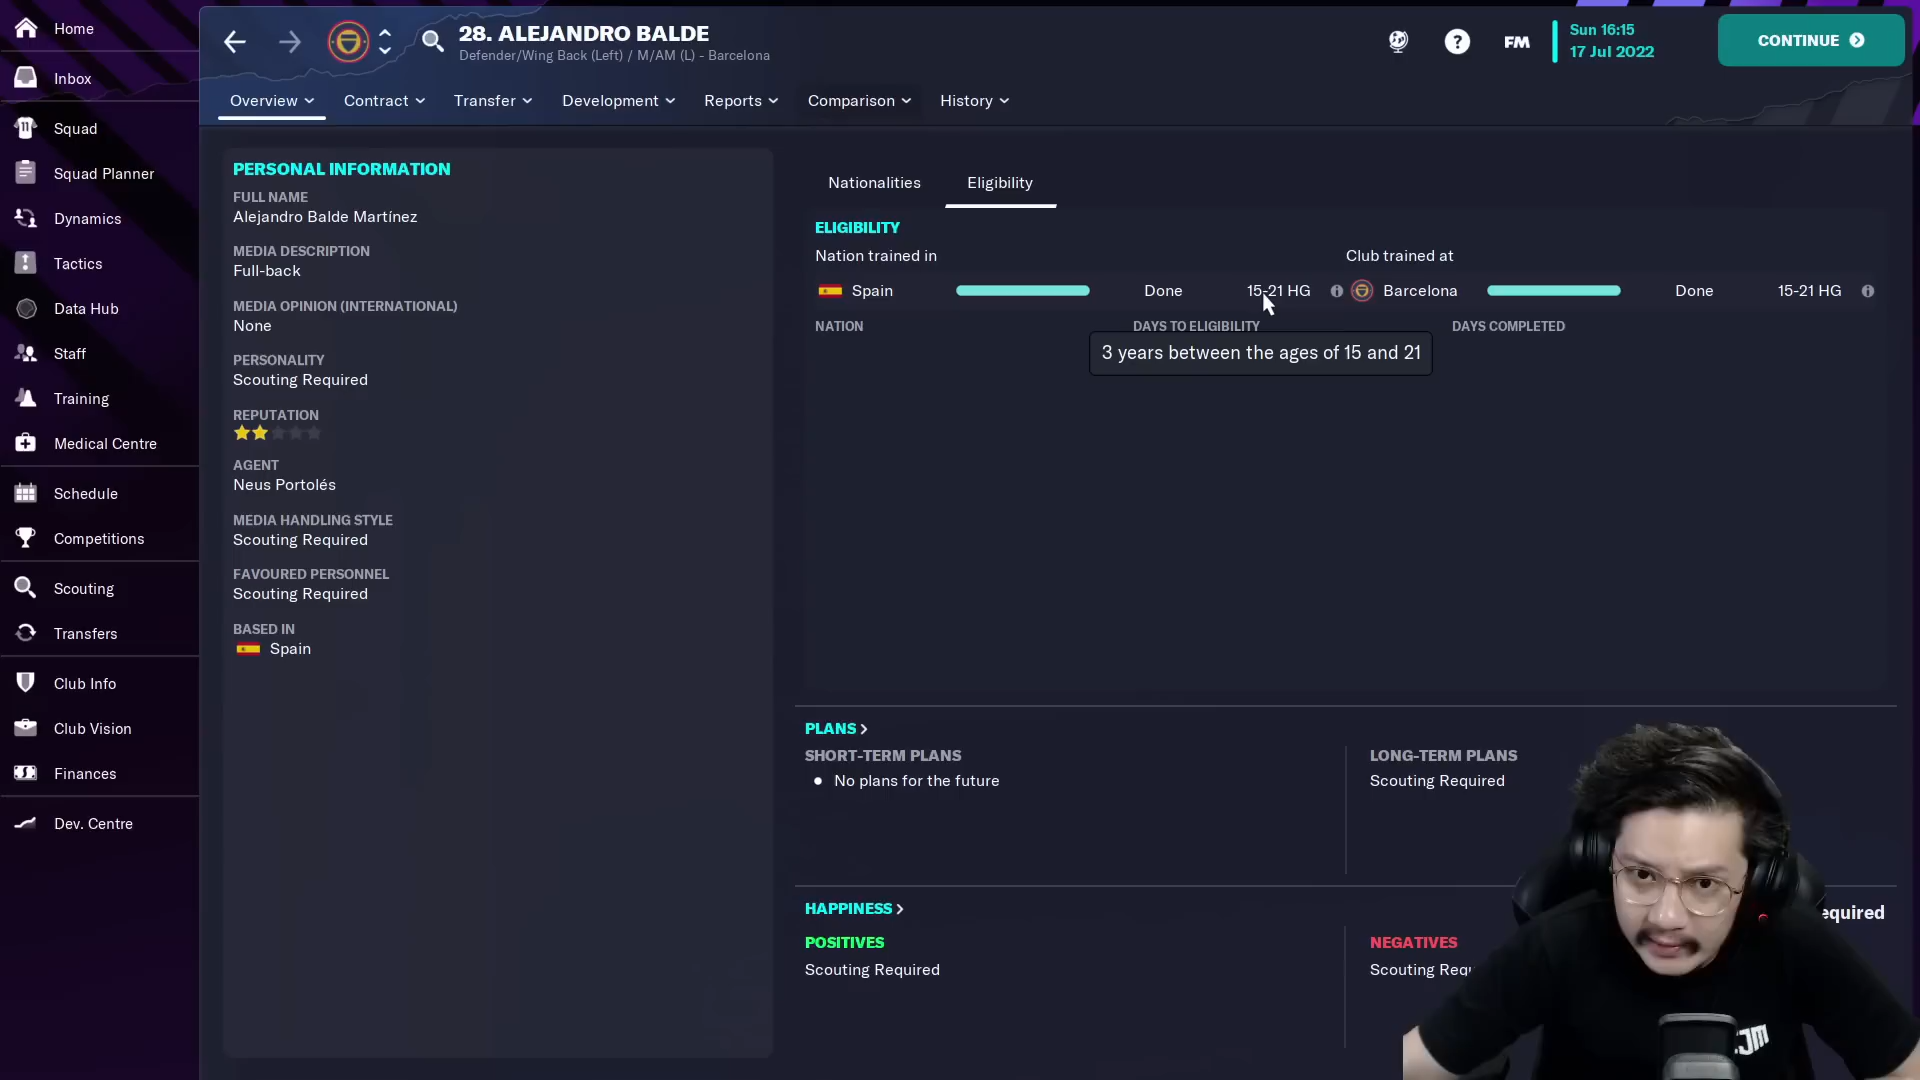 Home
Inbox
Squad
Squad Planner
Dynamics
Tactics
Data Hub
Staff
Training
Medical Centre
Schedule
Competitions
Scouting
Transfers
Club Info
Club Vision
Finances
Dev. Centre
28. ALEJANDRO BALDE
Defender/Wing Back (Left) / M/AM (L) - Barcelona
FM
Sun 16:15
17 Jul 2022
CONTINUE
Overview
Contract
Transfer
Development
Reports
Comparison
History
PERSONAL INFORMATION
FULL NAME
Alejandro Balde Martínez
MEDIA DESCRIPTION
Full-back
MEDIA OPINION (INTERNATIONAL)
None
PERSONALITY
Scouting Required
REPUTATION
AGENT
Neus Portolés
MEDIA HANDLING STYLE
Scouting Required
FAVOURED PERSONNEL
Scouting Required
BASED IN
Spain
Nationalities
Eligibility
ELIGIBILITY
Nation trained in
Club trained at
Spain Done 15-21 HG
Barcelona Done 15-21 HG
NATION
DAYS TO ELIGIBILITY
DAYS COMPLETED
3 years between the ages of 15 and 21
PLANS
SHORT-TERM PLANS
No plans for the future
LONG-TERM PLANS
Scouting Required
HAPPINESS
equired
POSITIVES
Scouting Required
NEGATIVES
Scouting Requ